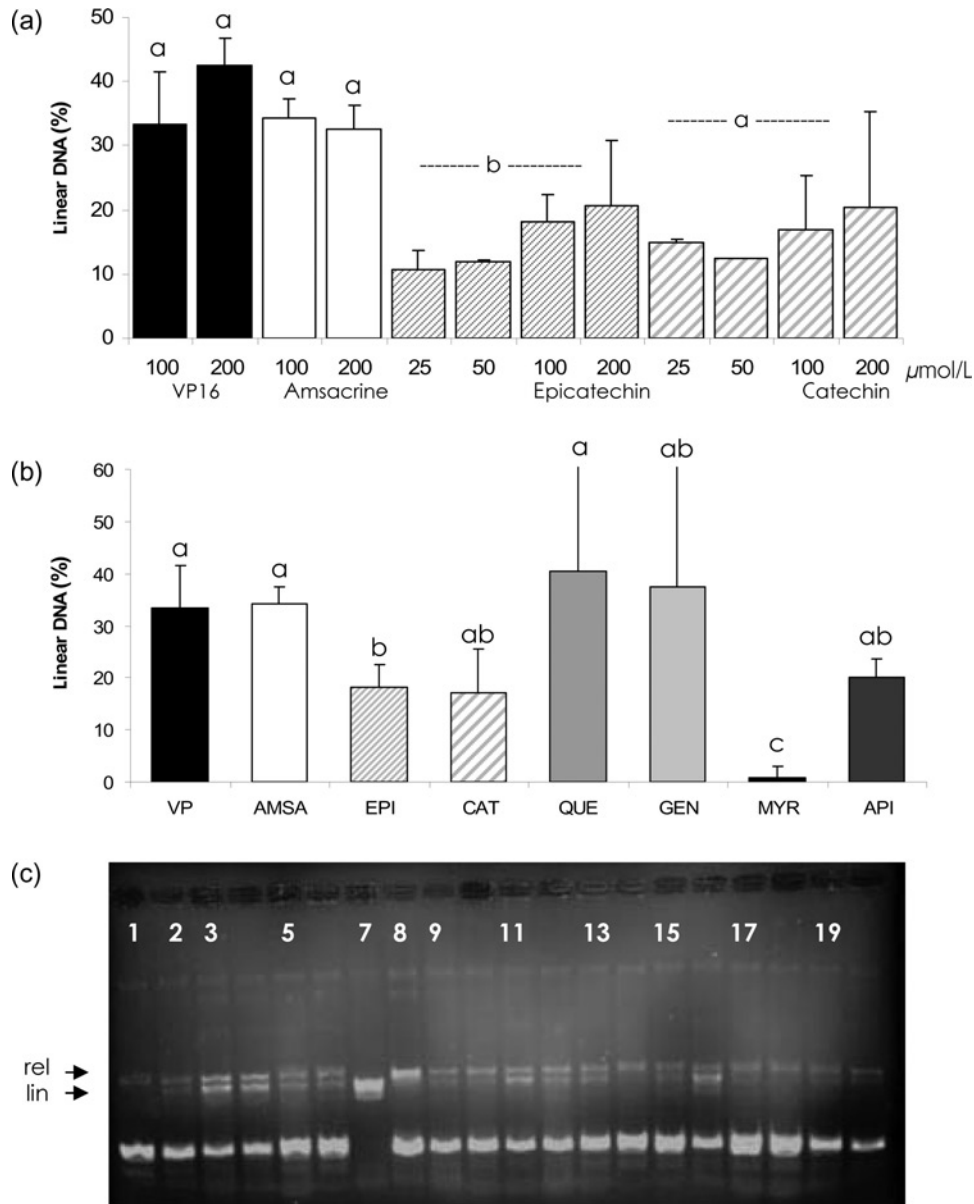 (a)
50
40
30
20
10
0
Linear DNA (%)
a a a a
b
a
100 200 100 200 25 50 100 200 25 50 100 200 µmol/L
VP16 Amsacrine Epicatechin Catechin
(b)
60
50
40
30
20
10
0
Linear DNA (%)
a a b ab a ab c ab
VP AMSA EPI CAT QUE GEN MYR API
(c)
1 2 3 5 7 8 9 11 13 15 17 19
rel
lin